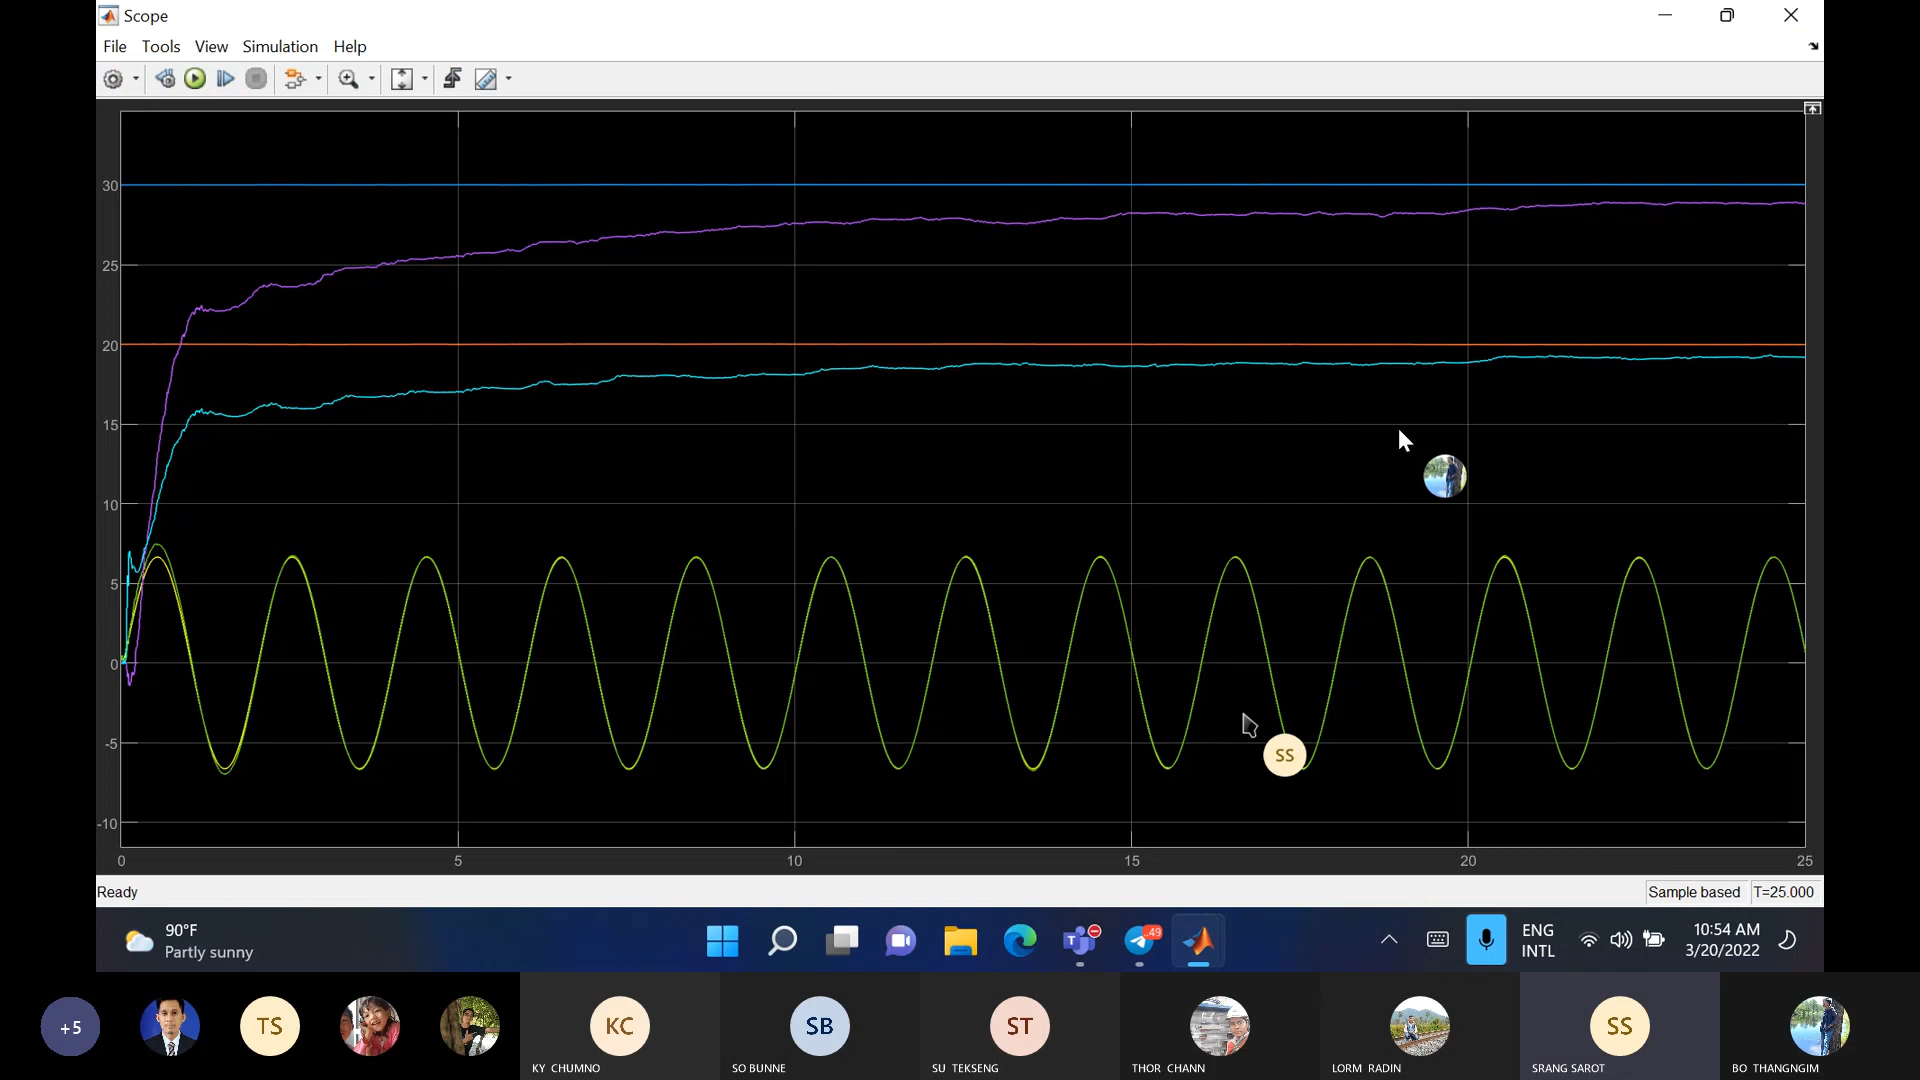 Scope
File Tools View Simulation Help
30
25
20
15
10
5
0
-5
-10
0 5 10 15 20 25
SS
Ready
Sample based T=25.000
90°F
Partly sunny
49
ENG
INTL
10:54 AM
3/20/2022
+5
TS
KC
SB
ST
SS
KY CHUMNO
SO BUNNE
SU TEKSENG
THOR CHANN
LORM RADIN
SRANG SAROT
BO THANGNGIM